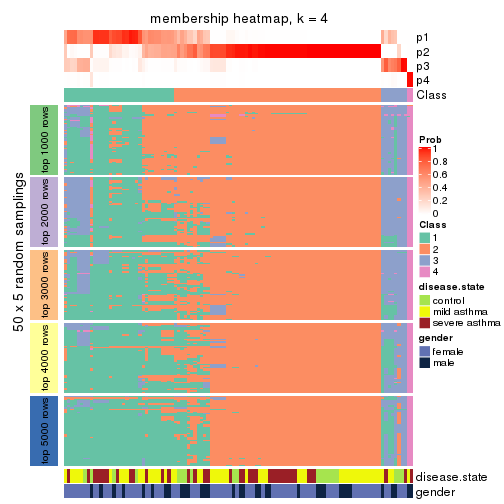 membership heatmap, k = 4
p1
p2
p3
p4
Class
50 x 5 random samplings
top 1000 rows
top 2000 rows
top 3000 rows
top 4000 rows
top 5000 rows
Prob
1
0.8
0.6
0.4
0.2
0
Class
1
2
3
4
disease.state
control
mild asthma
severe asthma
gender
female
male
disease.state
gender